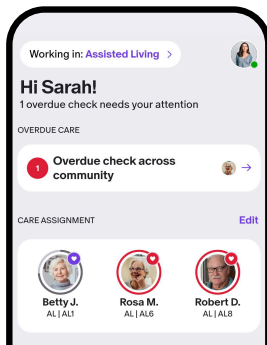 Working in: Assisted Living >
Hi Sarah!
1 overdue check needs your attention
OVERDUE CARE
1
Overdue check across
community
CARE ASSIGNMENT
Edit
Betty J. Rosa M. Robert D.
AL | AL1 AL | AL6 AL | AL8